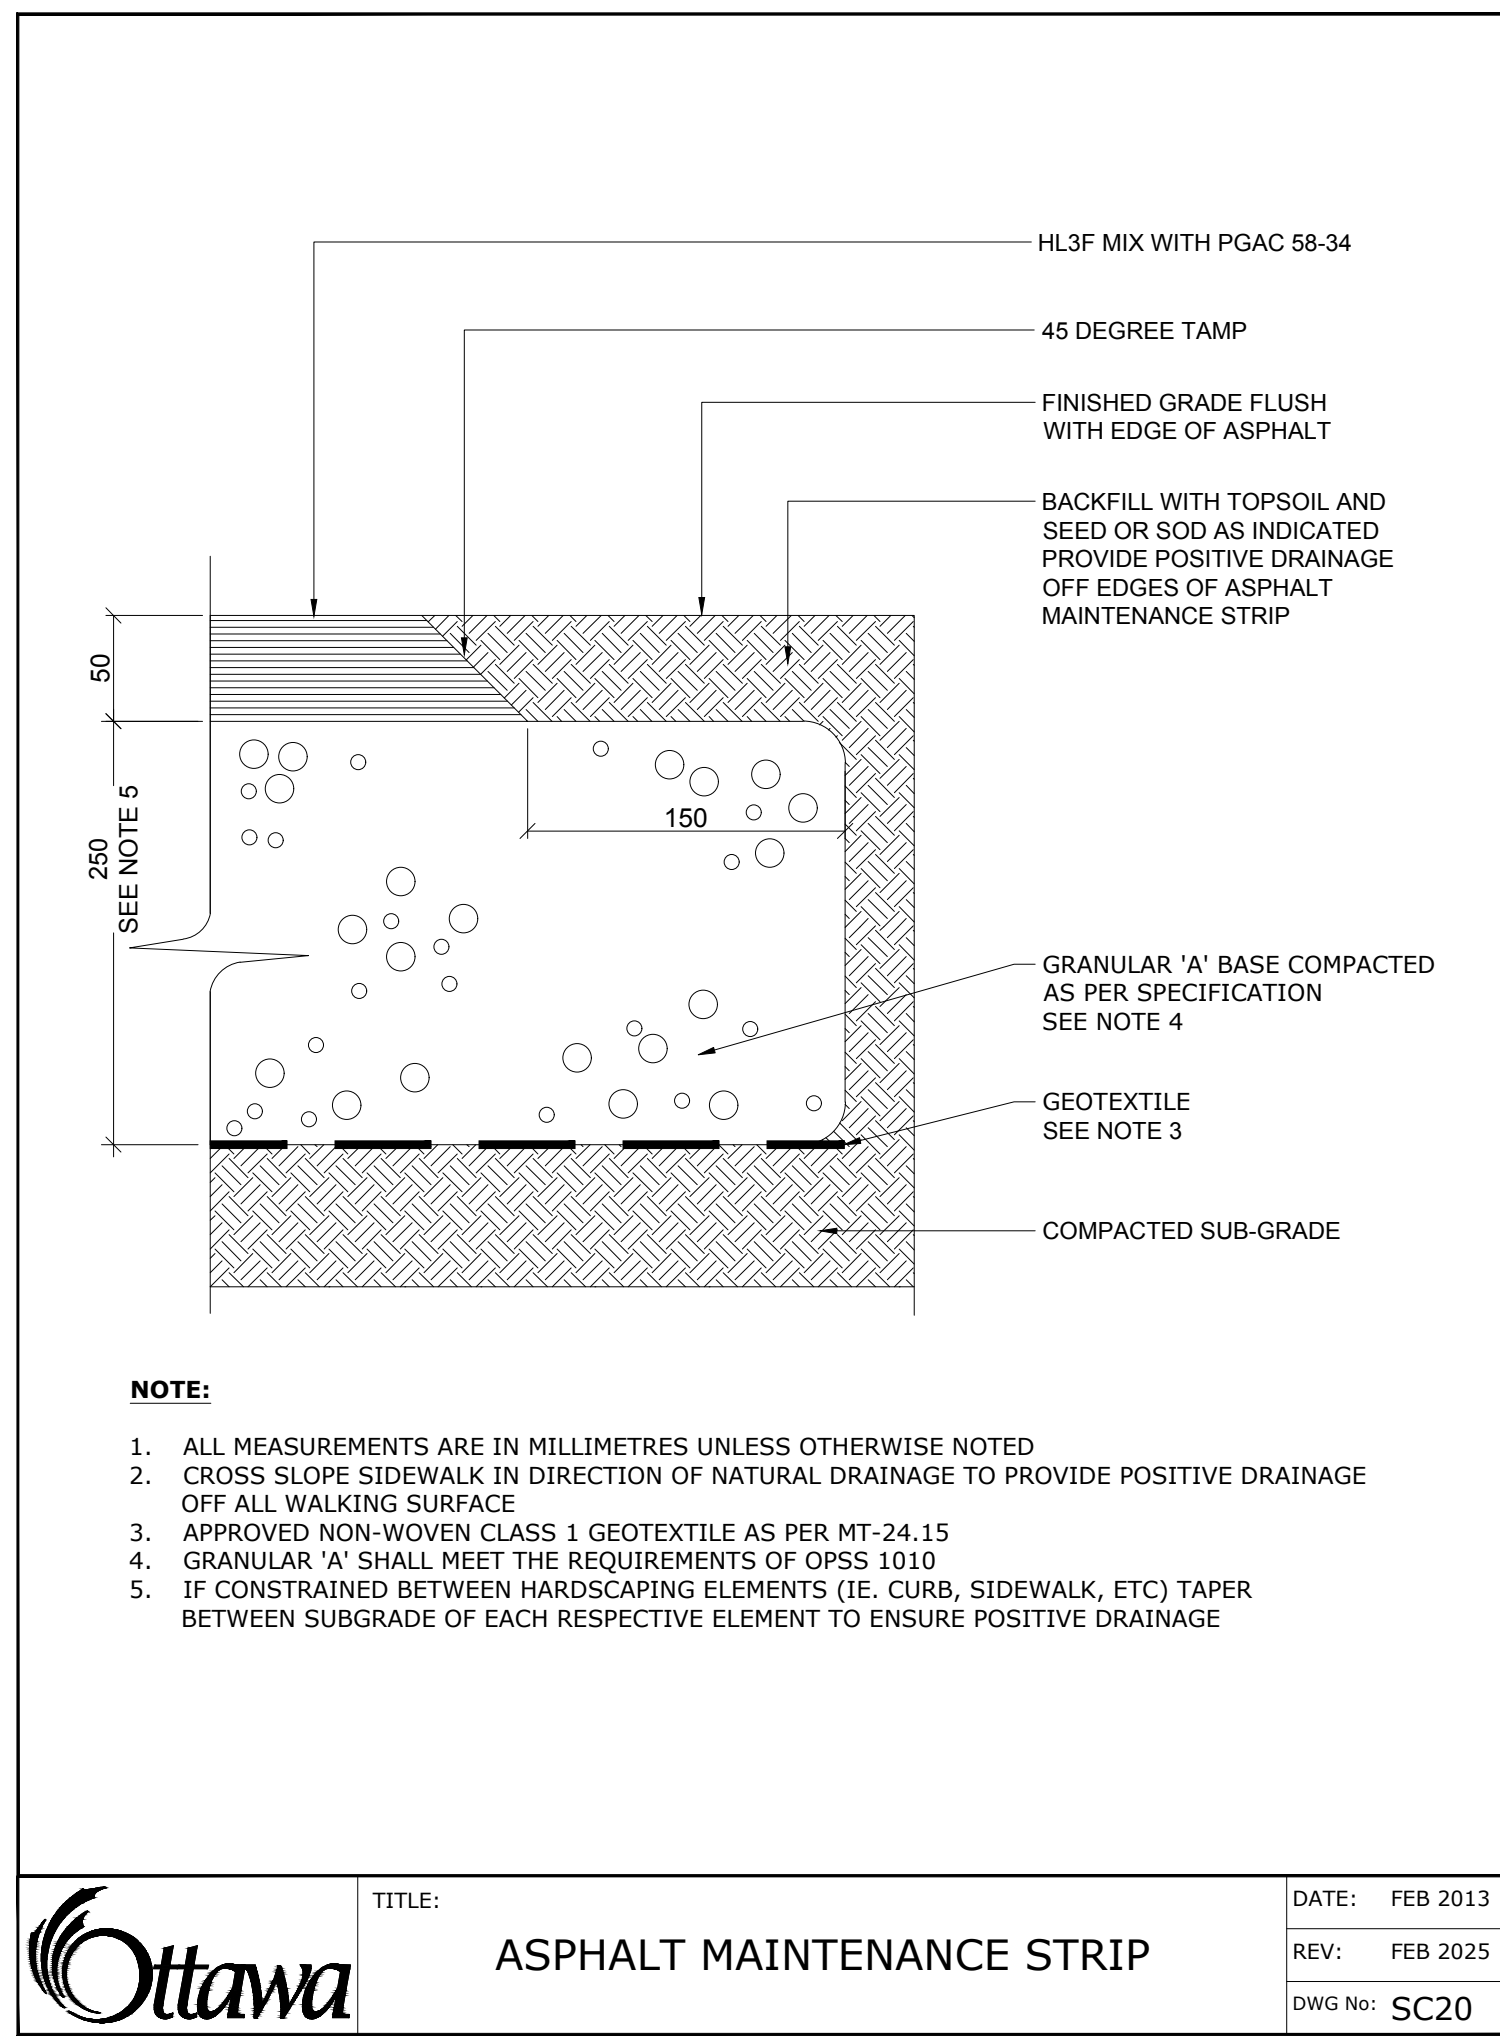 HL3F MIX WITH PGAC 58-34
45 DEGREE TAMP
FINISHED GRADE FLUSH
WITH EDGE OF ASPHALT
BACKFILL WITH TOPSOIL AND
SEED OR SOD AS INDICATED
PROVIDE POSITIVE DRAINAGE
OFF EDGES OF ASPHALT
MAINTENANCE STRIP
50
250
SEE NOTE 5
150
GRANULAR 'A' BASE COMPACTED
AS PER SPECIFICATION
SEE NOTE 4
GEOTEXTILE
SEE NOTE 3
COMPACTED SUB-GRADE
NOTE:
1. ALL MEASUREMENTS ARE IN MILLIMETRES UNLESS OTHERWISE NOTED
2. CROSS SLOPE SIDEWALK IN DIRECTION OF NATURAL DRAINAGE TO PROVIDE POSITIVE DRAINAGE
OFF ALL WALKING SURFACE
3. APPROVED NON-WOVEN CLASS 1 GEOTEXTILE AS PER MT-24.15
4. GRANULAR 'A' SHALL MEET THE REQUIREMENTS OF OPSS 1010
5. IF CONSTRAINED BETWEEN HARDSCAPING ELEMENTS (IE. CURB, SIDEWALK, ETC) TAPER
BETWEEN SUBGRADE OF EACH RESPECTIVE ELEMENT TO ENSURE POSITIVE DRAINAGE
Ottawa
TITLE:
ASPHALT MAINTENANCE STRIP
DATE: FEB 2013
REV: FEB 2025
DWG No: SC20